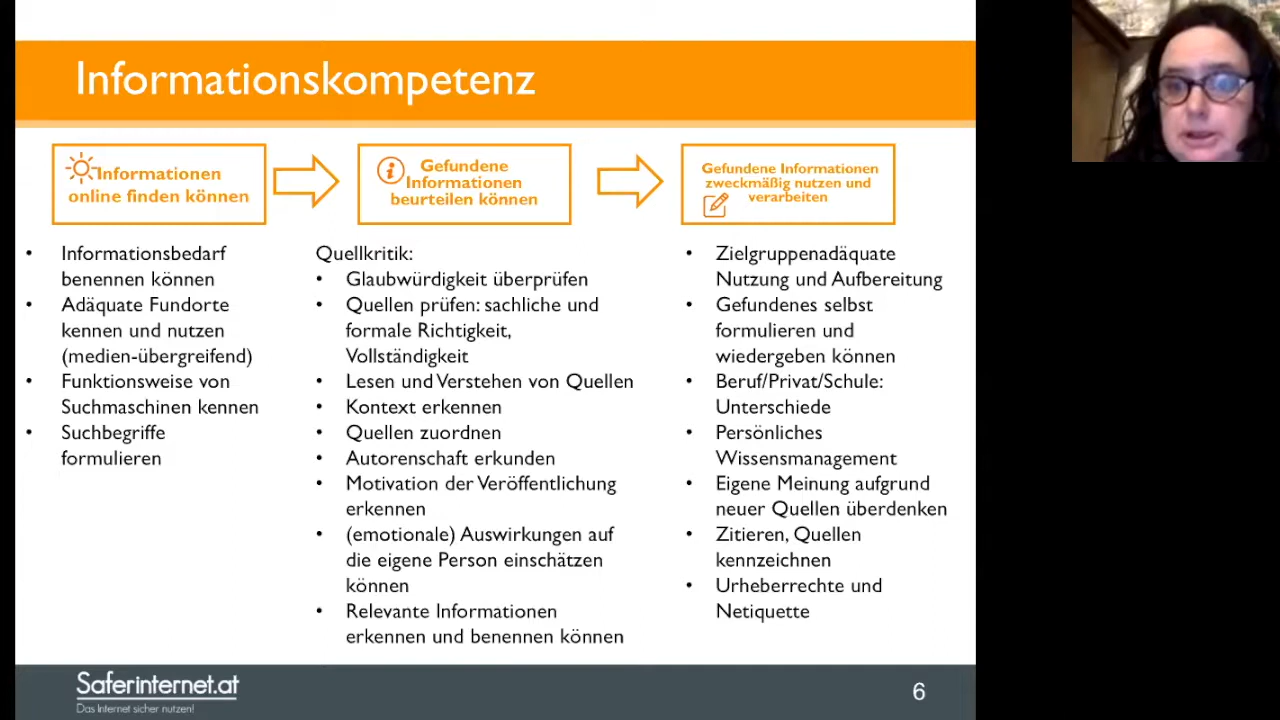 Informationskompetenz
Informationen
online finden können
Gefundene
Informationen
beurteilen können
Gefundene Informationen
zweckmäßig nutzen und
verarbeiten
• Informationsbedarf
benennen können
• Adäquate Fundorte
kennen und nutzen
(medien-übergreifend)
• Funktionsweise von
Suchmaschinen kennen
• Suchbegriffe
formulieren
Quellkritik:
• Glaubwürdigkeit überprüfen
• Quellen prüfen: sachliche und
formale Richtigkeit,
Vollständigkeit
• Lesen und Verstehen von Quellen
• Kontext erkennen
• Quellen zuordnen
• Autorenschaft erkunden
• Motivation der Veröffentlichung
erkennen
• (emotionale) Auswirkungen auf
die eigene Person einschätzen
können
• Relevante Informationen
erkennen und benennen können
• Zielgruppenadäquate
Nutzung und Aufbereitung
• Gefundenes selbst
formulieren und
wiedergeben können
• Beruf/Privat/Schule:
Unterschiede
• Persönliches
Wissensmanagement
• Eigene Meinung aufgrund
neuer Quellen überdenken
• Zitieren, Quellen
kennzeichnen
• Urheberrechte und
Netiquette
Saferinternet.at
Das Internet sicher nutzen!
6